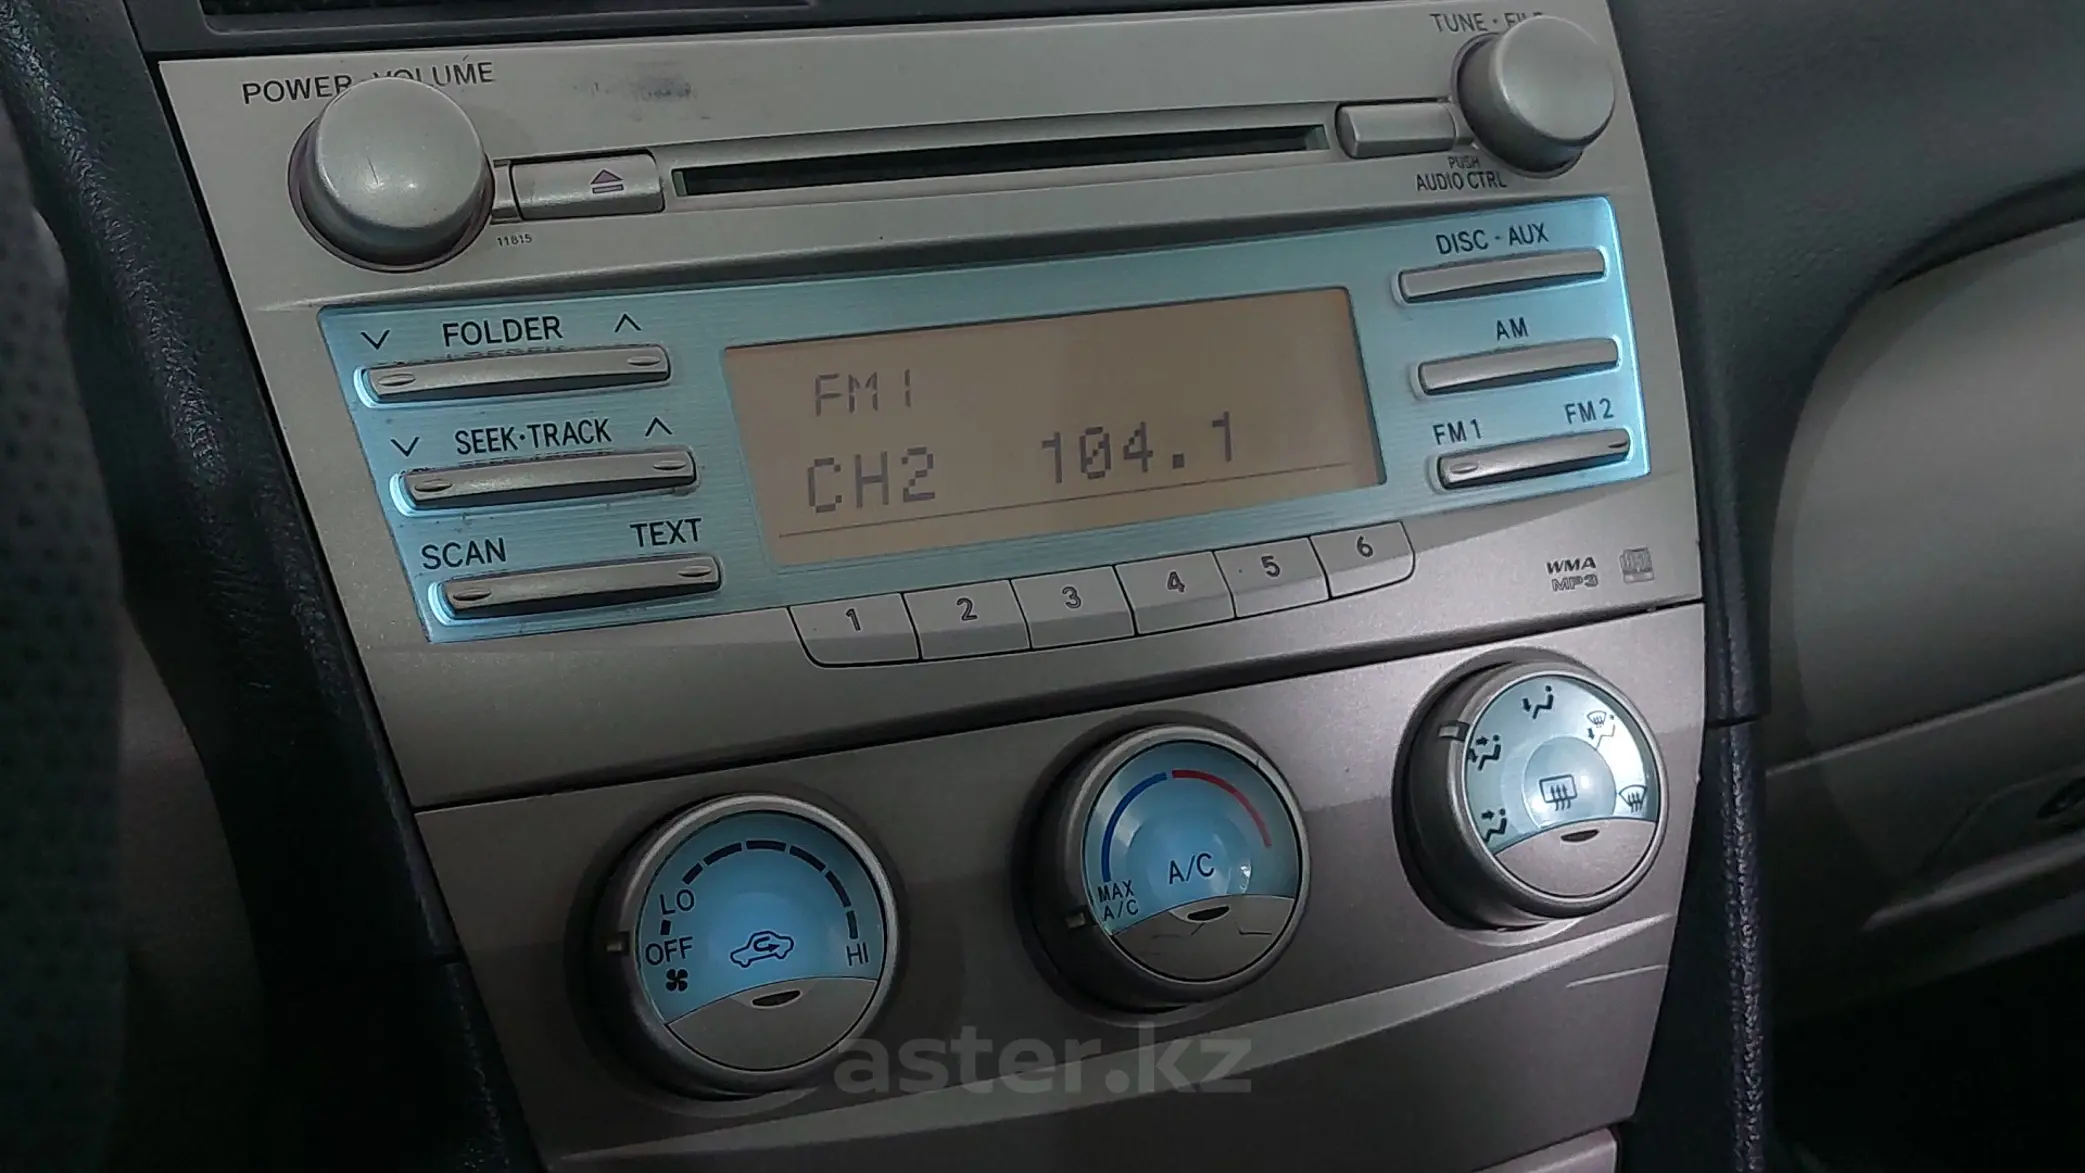 POWER · VOLUME
TUNE · FILE
PUSH
AUDIO CTRL
11815
DISC · AUX
FOLDER
AM
SEEK·TRACK
FM1 FM2
SCAN TEXT
FM1
CH2 104.1
1 2 3 4 5 6
WMA
MP3
LO
OFF
HI
A/C
MAX
A/C
aster.kz